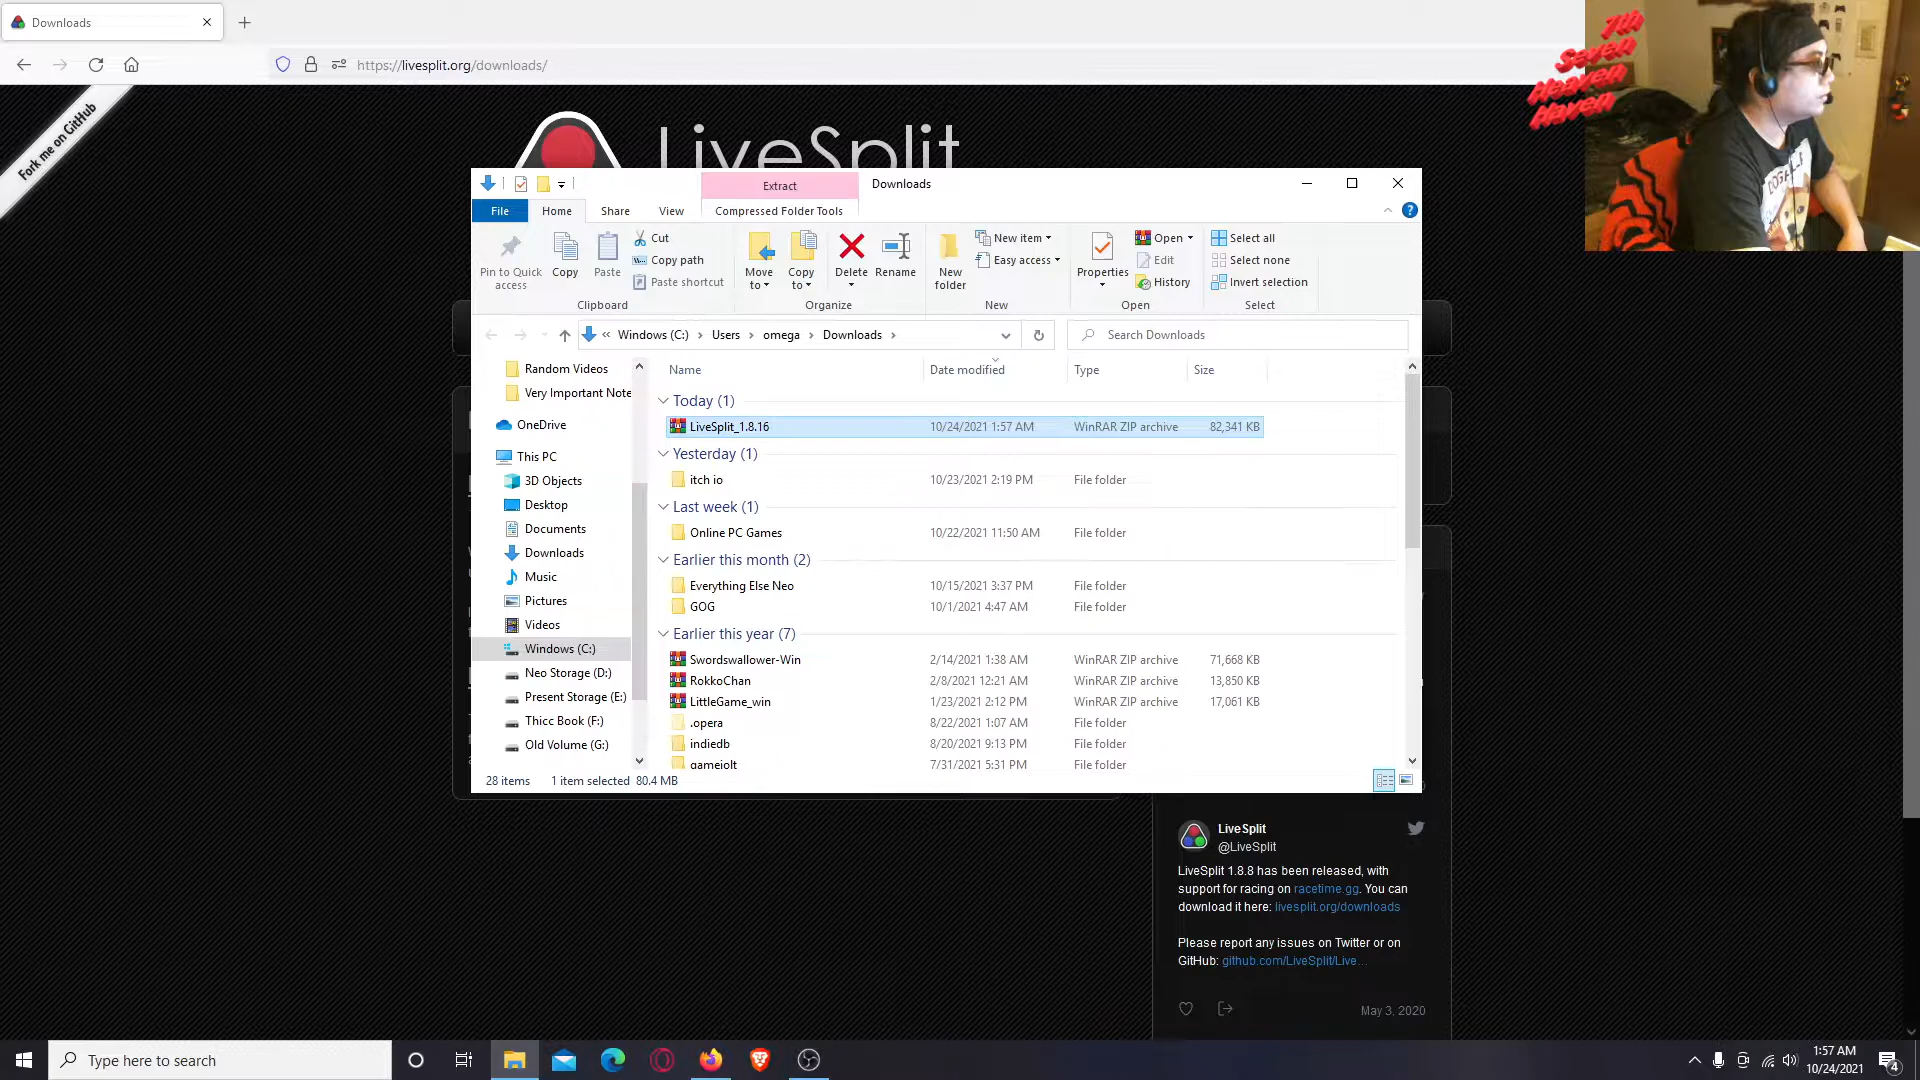 Downloads
https://livesplit.org/downloads/
7th
Seven
Heaven
Haven
Fork me on GitHub
LiveSplit
Extract
Downloads
File
Home
Share
View
Compressed Folder Tools
Pin to Quick access
Copy
Paste
Cut
Copy path
Paste shortcut
Clipboard
Move to
Copy to
Delete
Rename
Organize
New folder
New item
Easy access
New
Properties
Open
Edit
History
Open
Select all
Select none
Invert selection
Select
« Windows (C:) > Users > omega > Downloads >
Search Downloads
Random Videos
Very Important Note
OneDrive
This PC
3D Objects
Desktop
Documents
Downloads
Music
Pictures
Videos
Windows (C:)
Neo Storage (D:)
Present Storage (E:)
Thicc Book (F:)
Old Volume (G:)
Name Date modified Type Size
Today (1)
LiveSplit_1.8.16 10/24/2021 1:57 AM WinRAR ZIP archive 82,341 KB
Yesterday (1)
itch io 10/23/2021 2:19 PM File folder
Last week (1)
Online PC Games 10/22/2021 11:50 AM File folder
Earlier this month (2)
Everything Else Neo 10/15/2021 3:37 PM File folder
GOG 10/1/2021 4:47 AM File folder
Earlier this year (7)
Swordswallower-Win 2/14/2021 1:38 AM WinRAR ZIP archive 71,668 KB
RokkoChan 2/8/2021 12:21 AM WinRAR ZIP archive 13,850 KB
LittleGame_win 1/23/2021 2:12 PM WinRAR ZIP archive 17,061 KB
.opera 8/22/2021 1:07 AM File folder
indiedb 8/20/2021 9:13 PM File folder
gamejolt 7/31/2021 5:31 PM File folder
28 items 1 item selected 80.4 MB
LiveSplit
@LiveSplit
LiveSplit 1.8.8 has been released, with
support for racing on racetime.gg. You can
download it here: livesplit.org/downloads
Please report any issues on Twitter or on
GitHub: github.com/LiveSplit/Live...
May 3, 2020
Type here to search
1:57 AM
10/24/2021
4